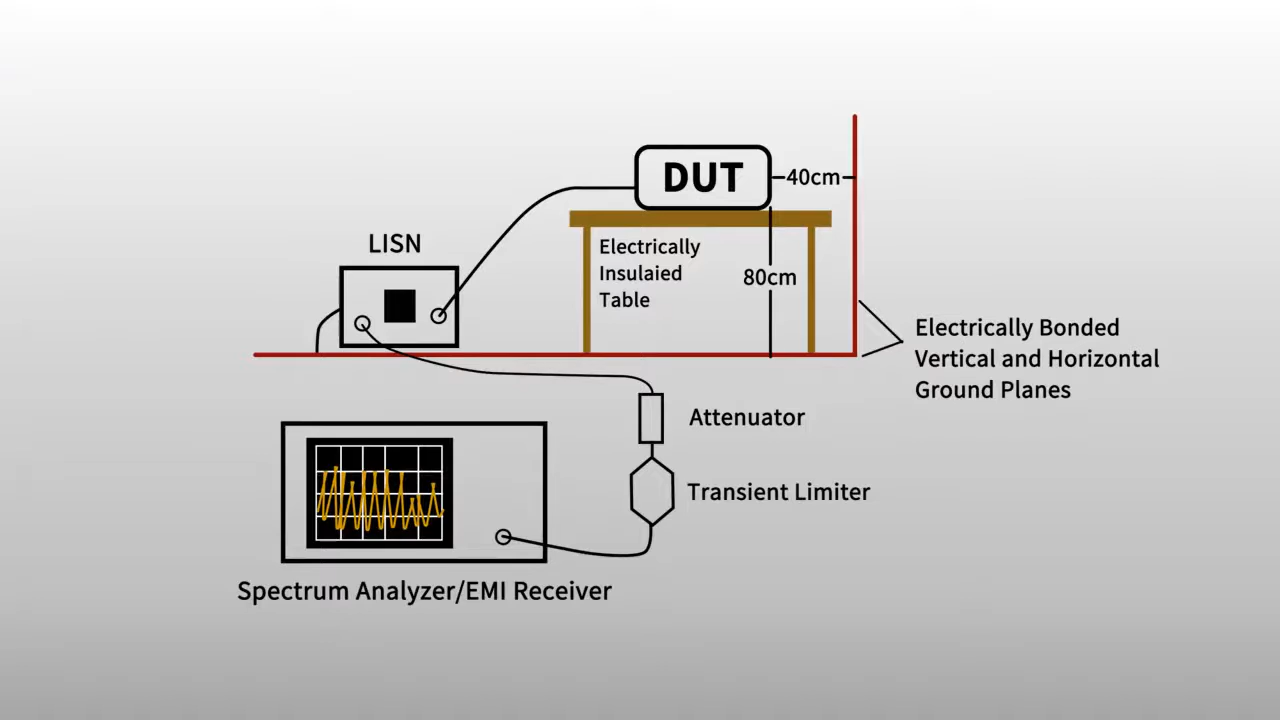 DUT
40cm
LISN
Electrically
Insulaied
Table
80cm
Electrically Bonded
Vertical and Horizontal
Ground Planes
Attenuator
Transient Limiter
Spectrum Analyzer/EMI Receiver